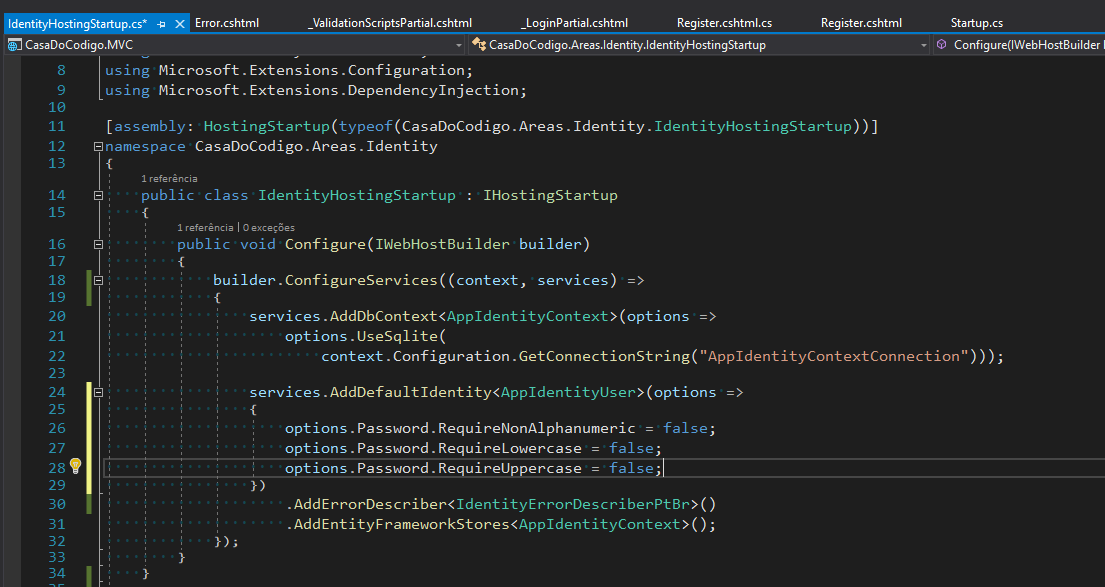 IdentityHostingStartup.cs* Error.cshtml _ValidationScriptsPartial.cshtml _LoginPartial.cshtml Register.cshtml.cs Register.cshtml Startup.cs
CasaDoCodigo.MVC CasaDoCodigo.Areas.Identity.IdentityHostingStartup Configure(IWebHostBuilder
8 using Microsoft.Extensions.Configuration;
9 using Microsoft.Extensions.DependencyInjection;
10
11 [assembly: HostingStartup(typeof(CasaDoCodigo.Areas.Identity.IdentityHostingStartup))]
12 namespace CasaDoCodigo.Areas.Identity
13 {
1 referência
14 public class IdentityHostingStartup : IHostingStartup
15 {
1 referência | 0 exceções
16 public void Configure(IWebHostBuilder builder)
17 {
18 builder.ConfigureServices((context, services) =>
19 {
20 services.AddDbContext<AppIdentityContext>(options =>
21 options.UseSqlite(
22 context.Configuration.GetConnectionString("AppIdentityContextConnection")));
23
24 services.AddDefaultIdentity<AppIdentityUser>(options =>
25 {
26 options.Password.RequireNonAlphanumeric = false;
27 options.Password.RequireLowercase = false;
28 options.Password.RequireUppercase = false;
29 })
30 .AddErrorDescriber<IdentityErrorDescriberPtBr>()
31 .AddEntityFrameworkStores<AppIdentityContext>();
32 });
33 }
34 }